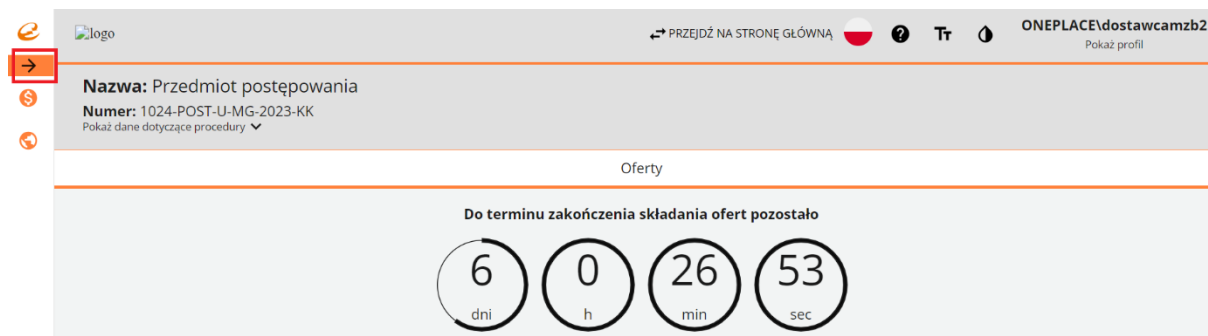 logo
PRZEJDŹ NA STRONĘ GŁÓWNĄ
? Tт
ONEPLACE\dostawcamzb2
Pokaż profil
Nazwa: Przedmiot postępowania
Numer: 1024-POST-U-MG-2023-KK
Pokaż dane dotyczące procedury
Oferty
Do terminu zakończenia składania ofert pozostało
6 0 26 53
dni h min sec